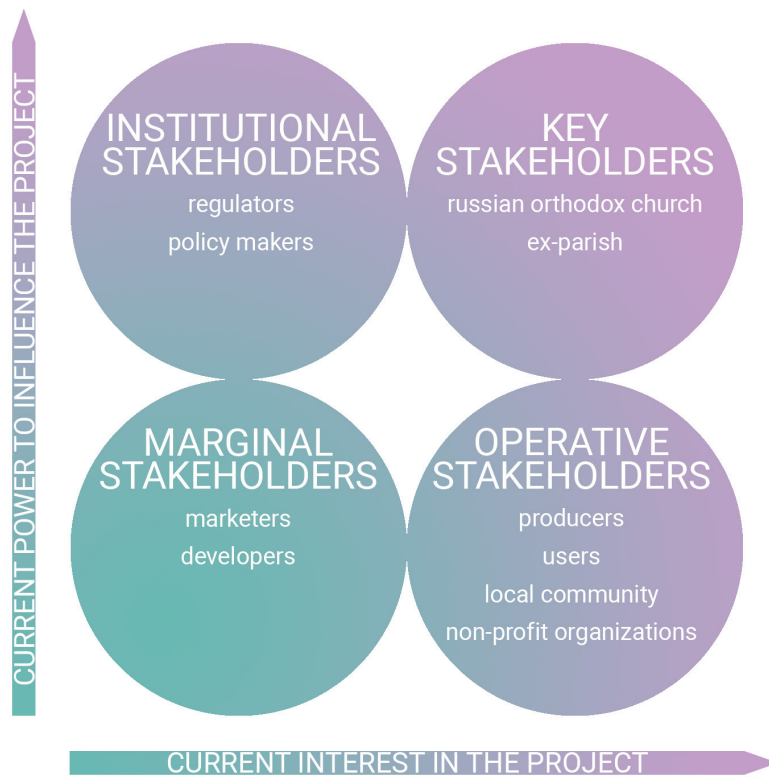 CURRENT POWER TO INFLUENCE THE PROJECT
INSTITUTIONAL
STAKEHOLDERS
regulators
policy makers
KEY
STAKEHOLDERS
russian orthodox church
ex-parish
MARGINAL
STAKEHOLDERS
marketers
developers
OPERATIVE
STAKEHOLDERS
producers
users
local community
non-profit organizations
CURRENT INTEREST IN THE PROJECT